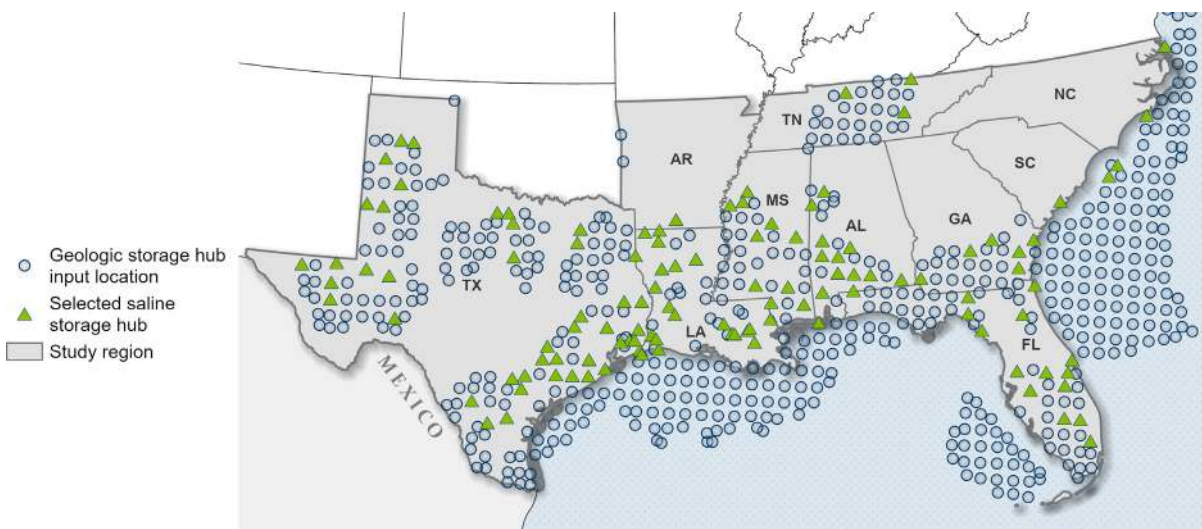 NC
TN
AR
SC
MS
AL
GA
Geologic storage hub
input location
TX
Selected saline
storage hub
LA
FL
Study region
MEXICO